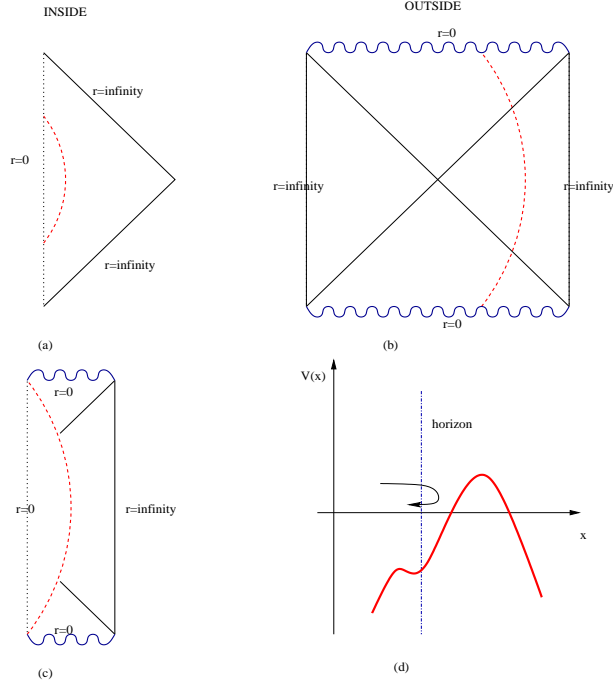 INSIDE
OUTSIDE
r=0
r=infinity
r=0
r=infinity
r=infinity
r=infinity
r=0
(a)
(b)
r=0
V(x)
horizon
r=0
r=infinity
x
r=0
(c)
(d)